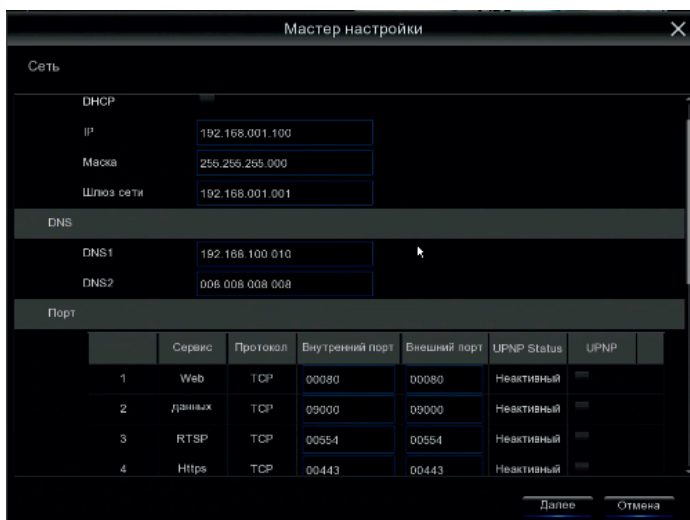 Мастер настройки
Сеть
DHCP
IP 192.168.001.100
Маска 255.255.255.000
Шлюз сети 192.168.001.001
DNS
DNS1 192.168.100.010
DNS2 008.008.008.008
Порт
Сервис Протокол Внутренний порт Внешний порт UPNP Status UPNP
1 Web TCP 00080 00080 Неактивный
2 данных TCP 09000 09000 Неактивный
3 RTSP TCP 00554 00554 Неактивный
4 Https TCP 00443 00443 Неактивный
Далее Отмена